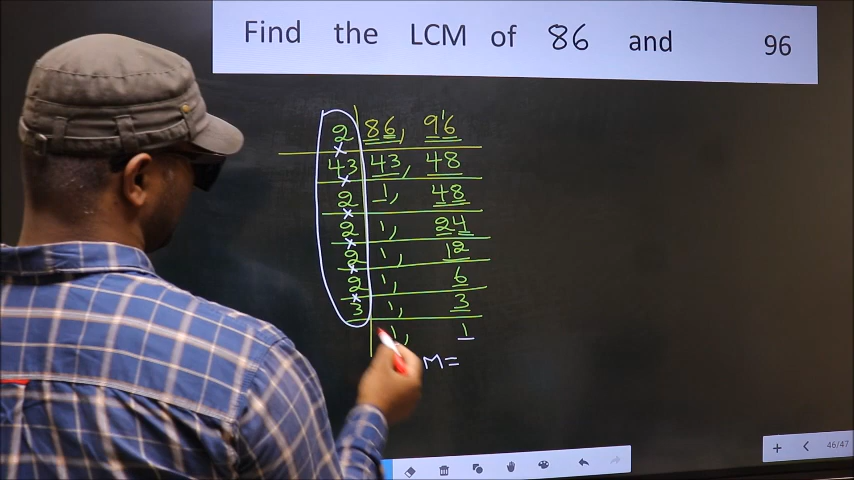 Find the LCM of 86 and 96
2 86, 96
43 43, 48
2 1, 48
2 1, 24
2 1, 12
2 1, 6
3 1, 3
1, 1
M=
46/47